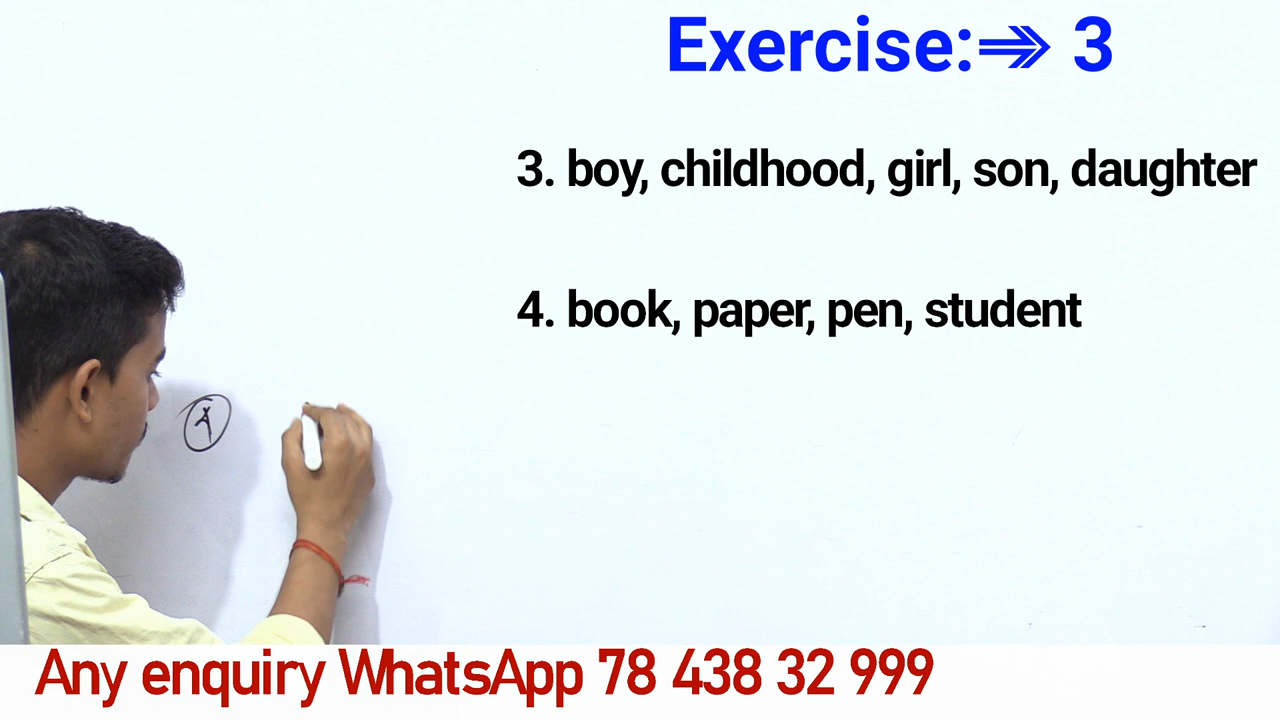 Exercise:⇛ 3
3. boy, childhood, girl, son, daughter
4. book, paper, pen, student
A
Any enquiry WhatsApp 78 438 32 999